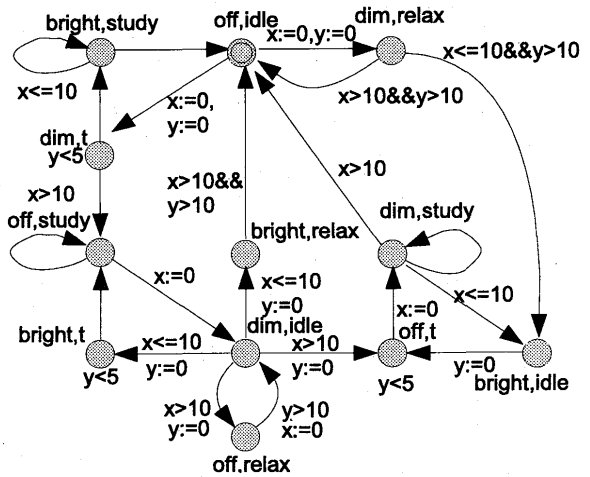 bright,study
off,idle
dim,relax
x:=0,y:=0
x<=10&&y>10
x<=10
x:=0,
y:=0
x>10&&y>10
dim,t
y<5
x>10&&
y>10
x>10
x>10
off,study
dim,study
bright,relax
x:=0
x<=10
y:=0
x<=10
x:=0
off,t
bright,t
dim,idle
x<=10
y:=0
x>10
y:=0
y:=0
y<5
y<5
bright,idle
x>10
y:=0
y>10
x:=0
off,relax